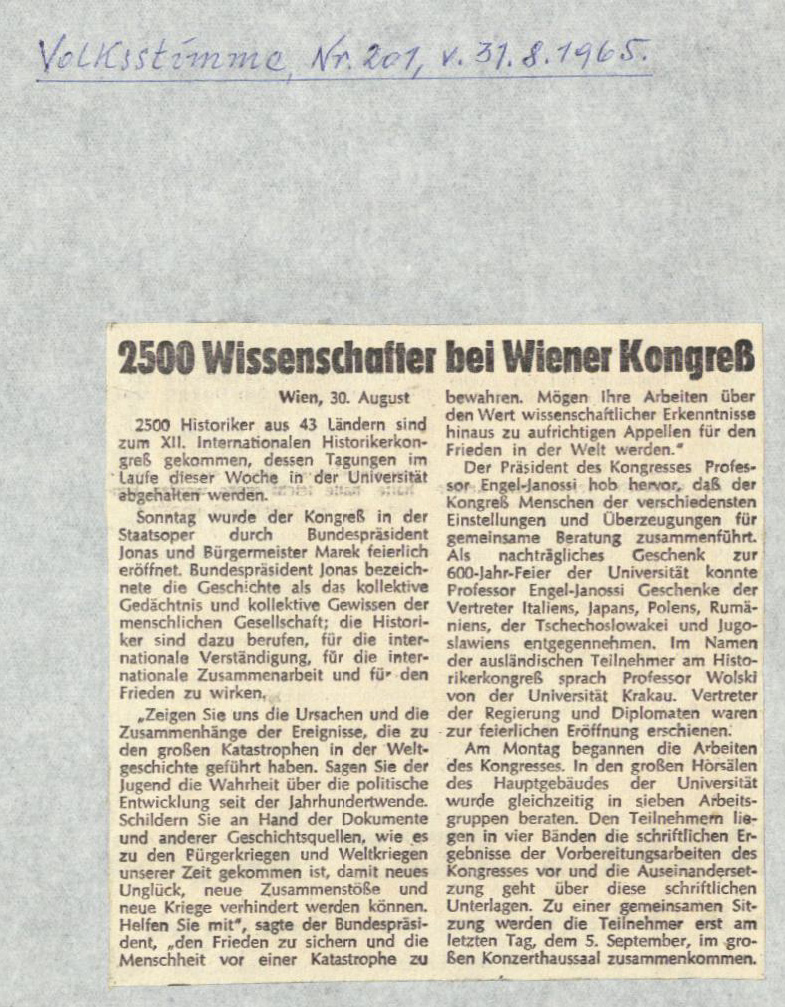 Volksstimme, Nr. 201, v. 31.8.1965.
2500 Wissenschafter bei Wiener Kongreß
Wien, 30. August
2500 Historiker aus 43 Ländern sind
zum XII. Internationalen Historikerkon-
greß gekommen, dessen Tagungen im
Laufe dieser Woche in der Universität
abgehalten werden.
Sonntag wurde der Kongreß in der
Staatsoper durch Bundespräsident
Jonas und Bürgermeister Marek feierlich
eröffnet. Bundespräsident Jonas bezeich-
nete die Geschichte als das kollektive
Gedächtnis und kollektive Gewissen der
menschlichen Gesellschaft; die Histori-
ker sind dazu berufen, für die inter-
nationale Verständigung, für die inter-
nationale Zusammenarbeit und für den
Frieden zu wirken.
„Zeigen Sie uns die Ursachen und die
Zusammenhänge der Ereignisse, die zu
den großen Katastrophen in der Welt-
geschichte geführt haben. Sagen Sie der
Jugend die Wahrheit über die politische
Entwicklung seit der Jahrhundertwende.
Schildern Sie an Hand der Dokumente
und anderer Geschichtsquellen, wie es
zu den Bürgerkriegen und Weltkriegen
unserer Zeit gekommen ist, damit neues
Unglück, neue Zusammenstöße und
neue Kriege verhindert werden können.
Helfen Sie mit", sagte der Bundespräsi-
dent, „den Frieden zu sichern und die
Menschheit vor einer Katastrophe zu
bewahren. Mögen Ihre Arbeiten über
den Wert wissenschaftlicher Erkenntnisse
hinaus zu aufrichtigen Appellen für den
Frieden in der Welt werden."
Der Präsident des Kongresses Profes-
sor Engel-Janossi hob hervor, daß der
Kongreß Menschen der verschiedensten
Einstellungen und Überzeugungen für
gemeinsame Beratung zusammenführt.
Als nachträgliches Geschenk zur
600-Jahr-Feier der Universität konnte
Professor Engel-Janossi Geschenke der
Vertreter Italiens, Japans, Polens, Rumä-
niens, der Tschechoslowakei und Jugo-
slawiens entgegennehmen. Im Namen
der ausländischen Teilnehmer am Histo-
rikerkongreß sprach Professor Wolski
von der Universität Krakau. Vertreter
der Regierung und Diplomaten waren
zur feierlichen Eröffnung erschienen.
Am Montag begannen die Arbeiten
des Kongresses. In den großen Hörsälen
des Hauptgebäudes der Universität
wurde gleichzeitig in sieben Arbeits-
gruppen beraten. Den Teilnehmern lie-
gen in vier Bänden die schriftlichen Er-
gebnisse der Vorbereitungsarbeiten des
Kongresses vor und die Auseinanderset-
zung geht über diese schriftlichen
Unterlagen. Zu einer gemeinsamen Sit-
zung werden die Teilnehmer erst am
letzten Tag, dem 5. September, im gro-
ßen Konzerthaussaal zusammenkommen.